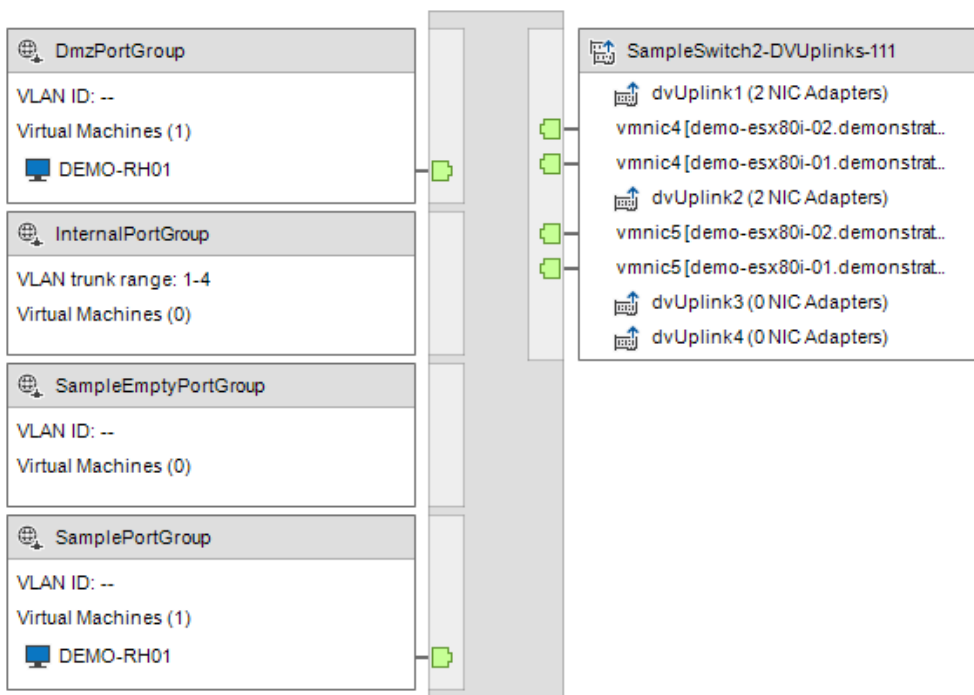 DmzPortGroup
VLAN ID: --
Virtual Machines (1)
DEMO-RH01
InternalPortGroup
VLAN trunk range: 1-4
Virtual Machines (0)
SampleEmptyPortGroup
VLAN ID: --
Virtual Machines (0)
SamplePortGroup
VLAN ID: --
Virtual Machines (1)
DEMO-RH01
SampleSwitch2-DVUplinks-111
dvUplink1 (2 NIC Adapters)
vmnic4 [demo-esx80i-02.demonstrat...
vmnic4 [demo-esx80i-01.demonstrat...
dvUplink2 (2 NIC Adapters)
vmnic5 [demo-esx80i-02.demonstrat...
vmnic5 [demo-esx80i-01.demonstrat...
dvUplink3 (0 NIC Adapters)
dvUplink4 (0 NIC Adapters)